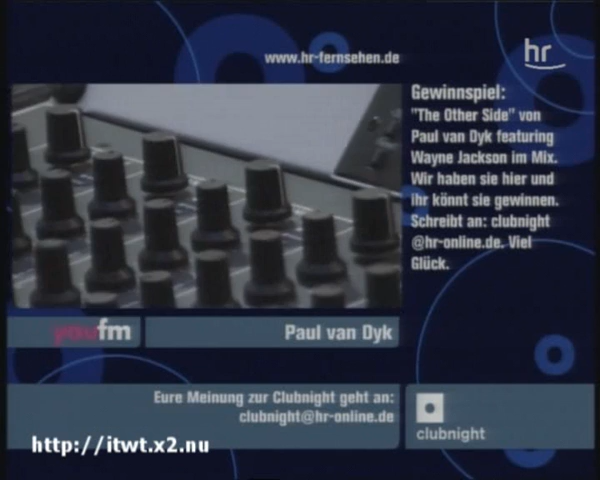 www.hr-fernsehen.de
hr
Gewinnspiel:
"The Other Side" von
Paul van Dyk featuring
Wayne Jackson im Mix.
Wir haben sie hier und
ihr könnt sie gewinnen.
Schreibt an: clubnight
@hr-online.de. Viel
Glück.
youfm
Paul van Dyk
Eure Meinung zur Clubnight geht an:
clubnight@hr-online.de
clubnight
http://itwt.x2.nu